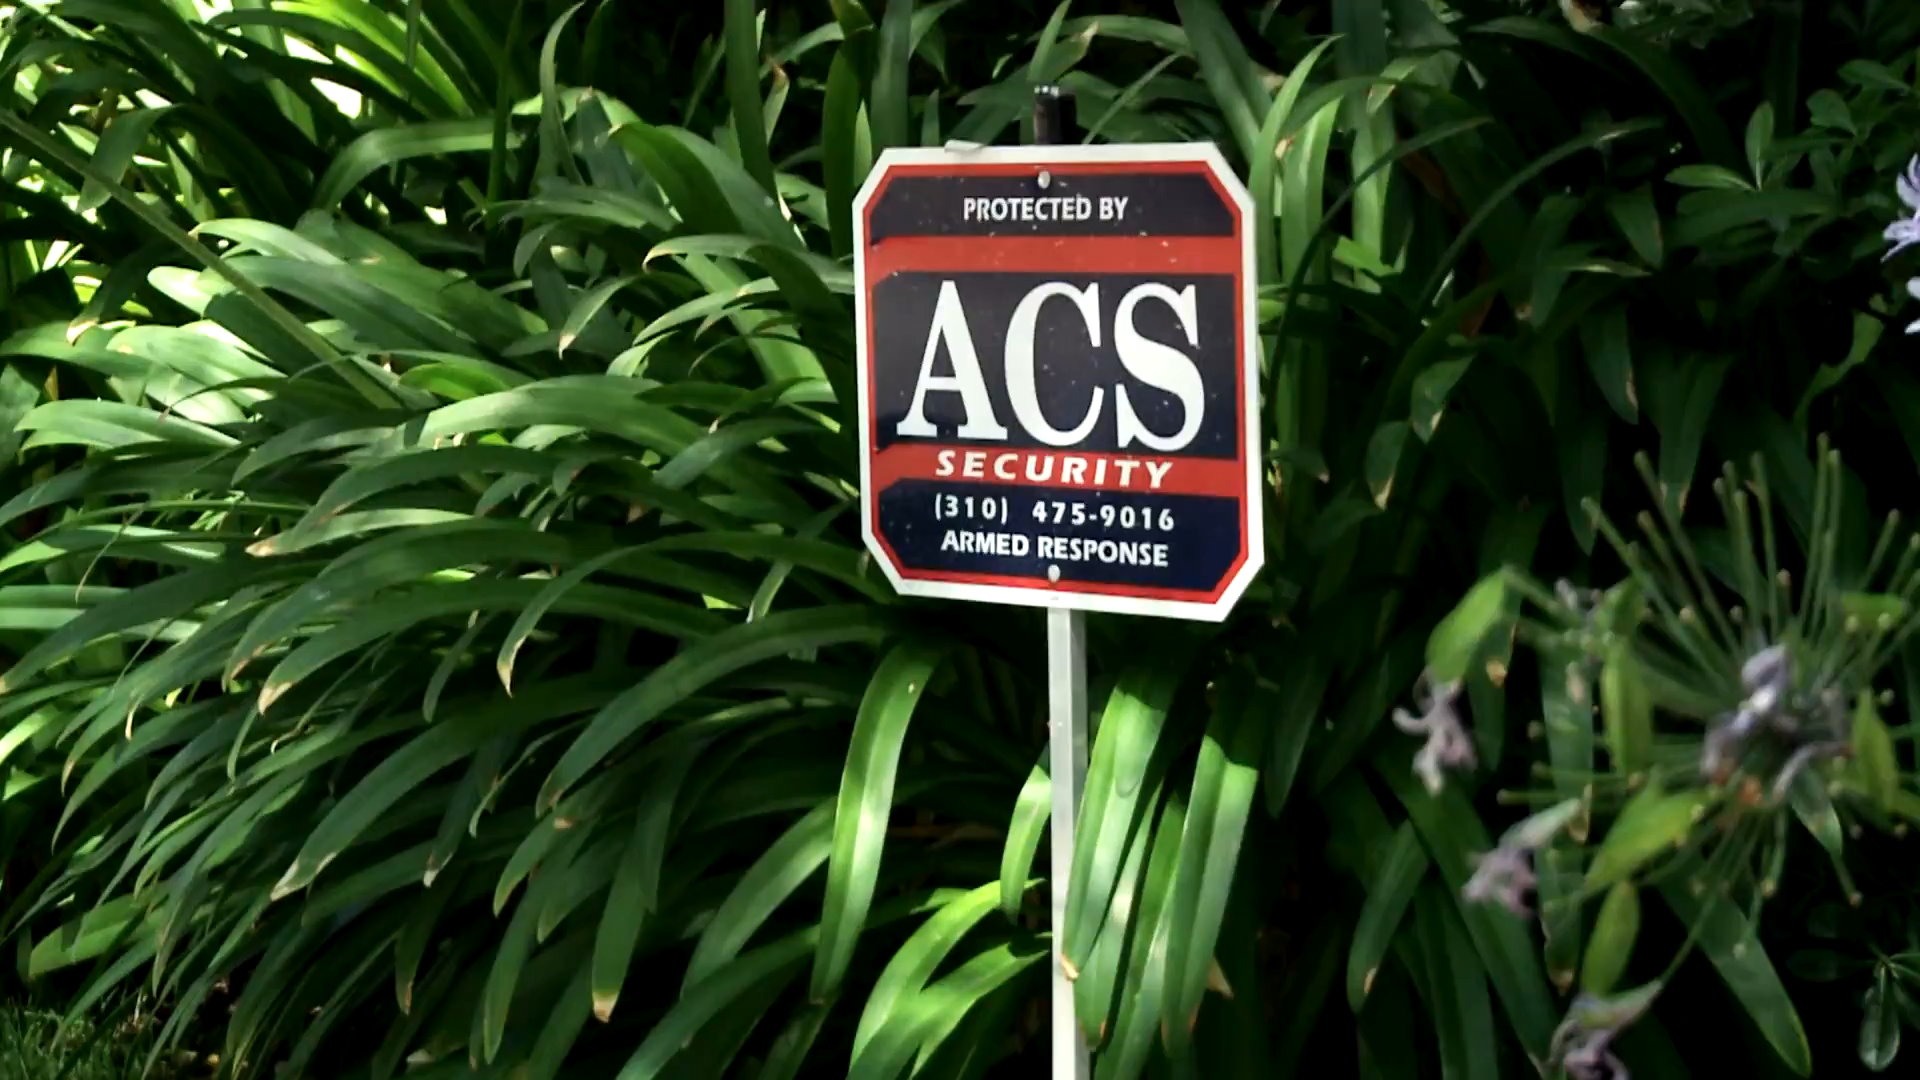 PROTECTED BY
ACS
SECURITY
(310) 475-9016
ARMED RESPONSE